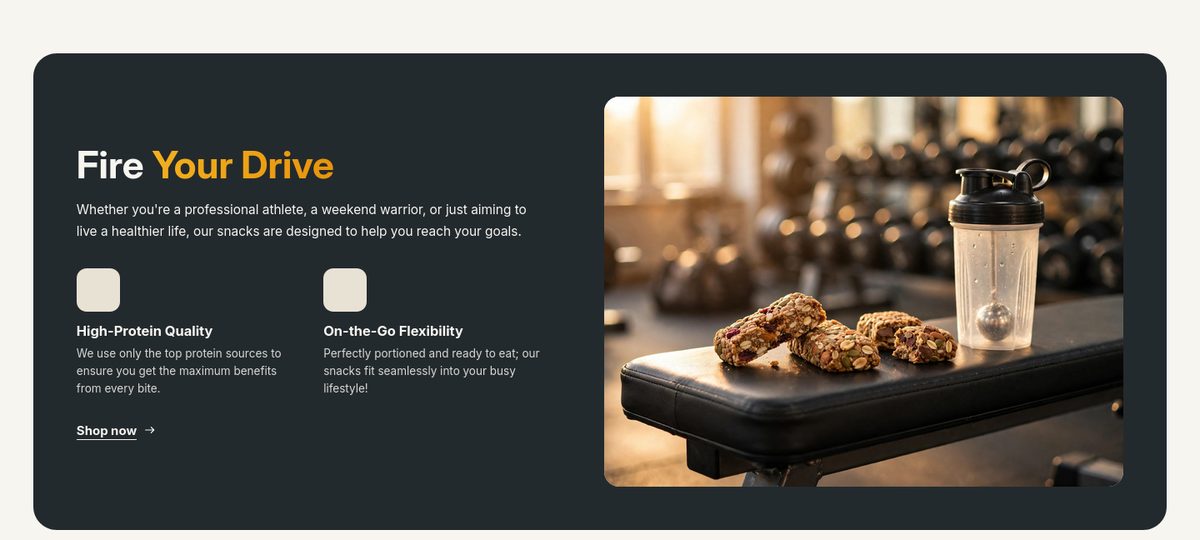 Fire Your Drive
Whether you're a professional athlete, a weekend warrior, or just aiming to
live a healthier life, our snacks are designed to help you reach your goals.
High-Protein Quality
We use only the top protein sources to
ensure you get the maximum benefits
from every bite.
On-the-Go Flexibility
Perfectly portioned and ready to eat; our
snacks fit seamlessly into your busy
lifestyle!
Shop now →